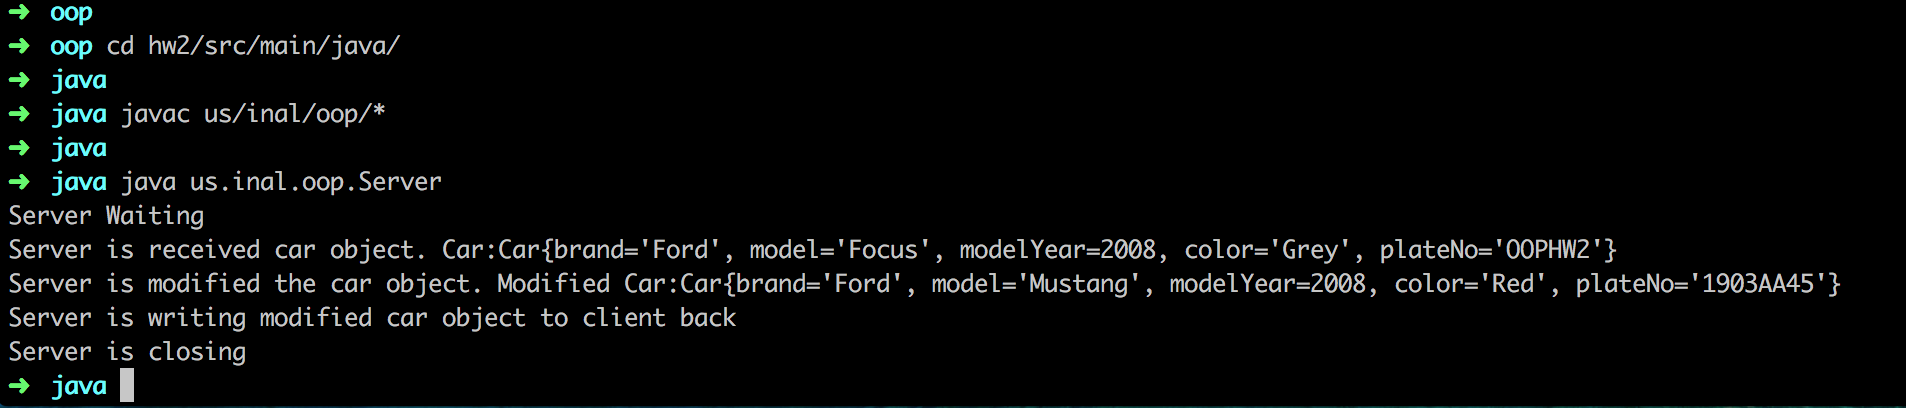 ➜ oop
➜ oop cd hw2/src/main/java/
➜ java
➜ java javac us/inal/oop/*
➜ java
➜ java java us.inal.oop.Server
Server Waiting
Server is received car object. Car:Car{brand='Ford', model='Focus', modelYear=2008, color='Grey', plateNo='OOPHW2'}
Server is modified the car object. Modified Car:Car{brand='Ford', model='Mustang', modelYear=2008, color='Red', plateNo='1903AA45'}
Server is writing modified car object to client back
Server is closing
➜ java